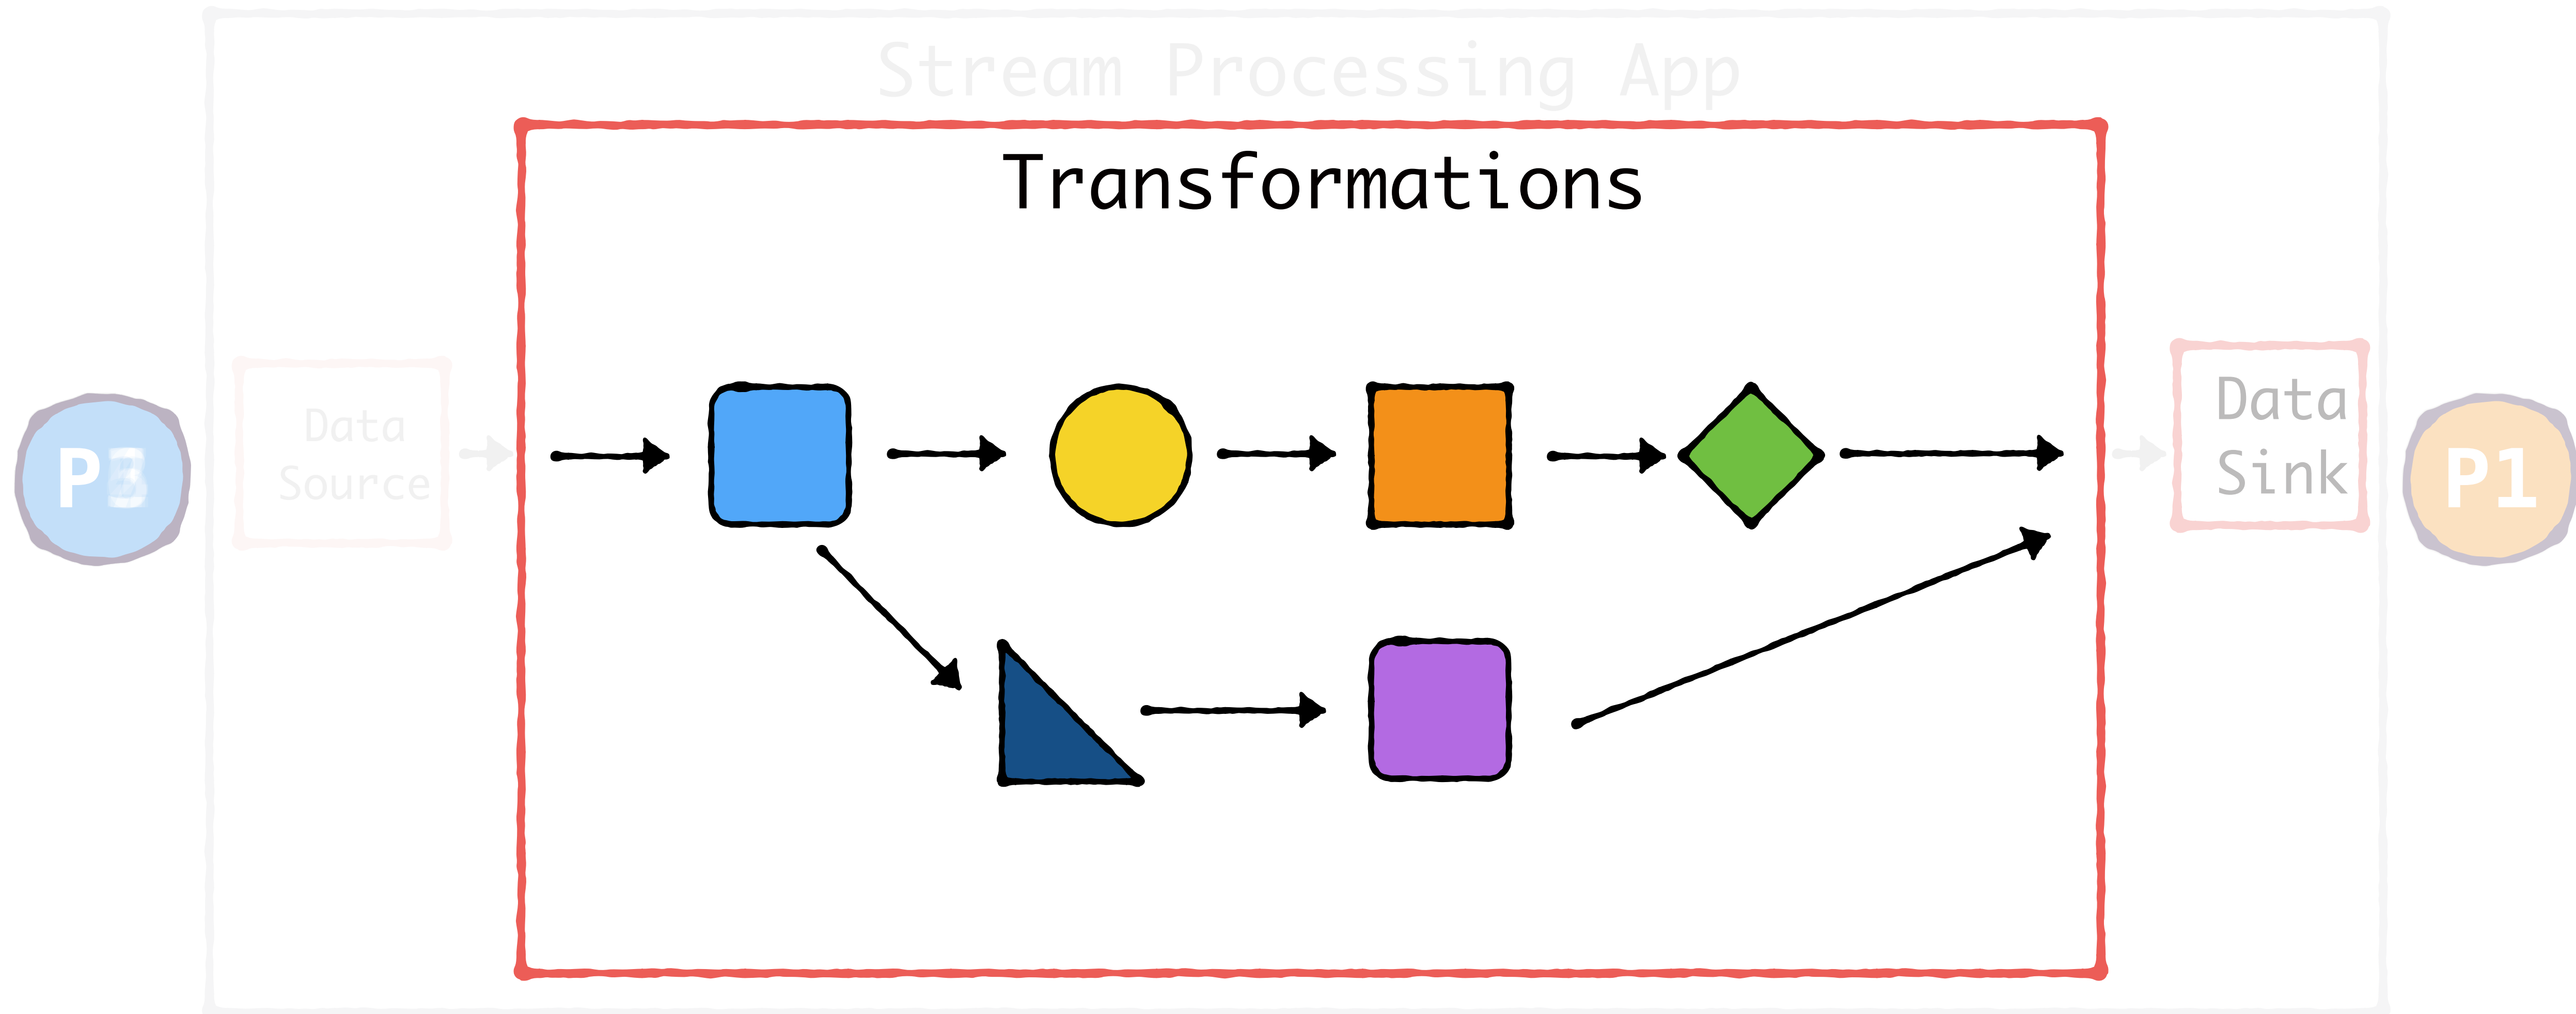 Stream Processing App
Transformations
Data
Source
Data
Sink
P
P1